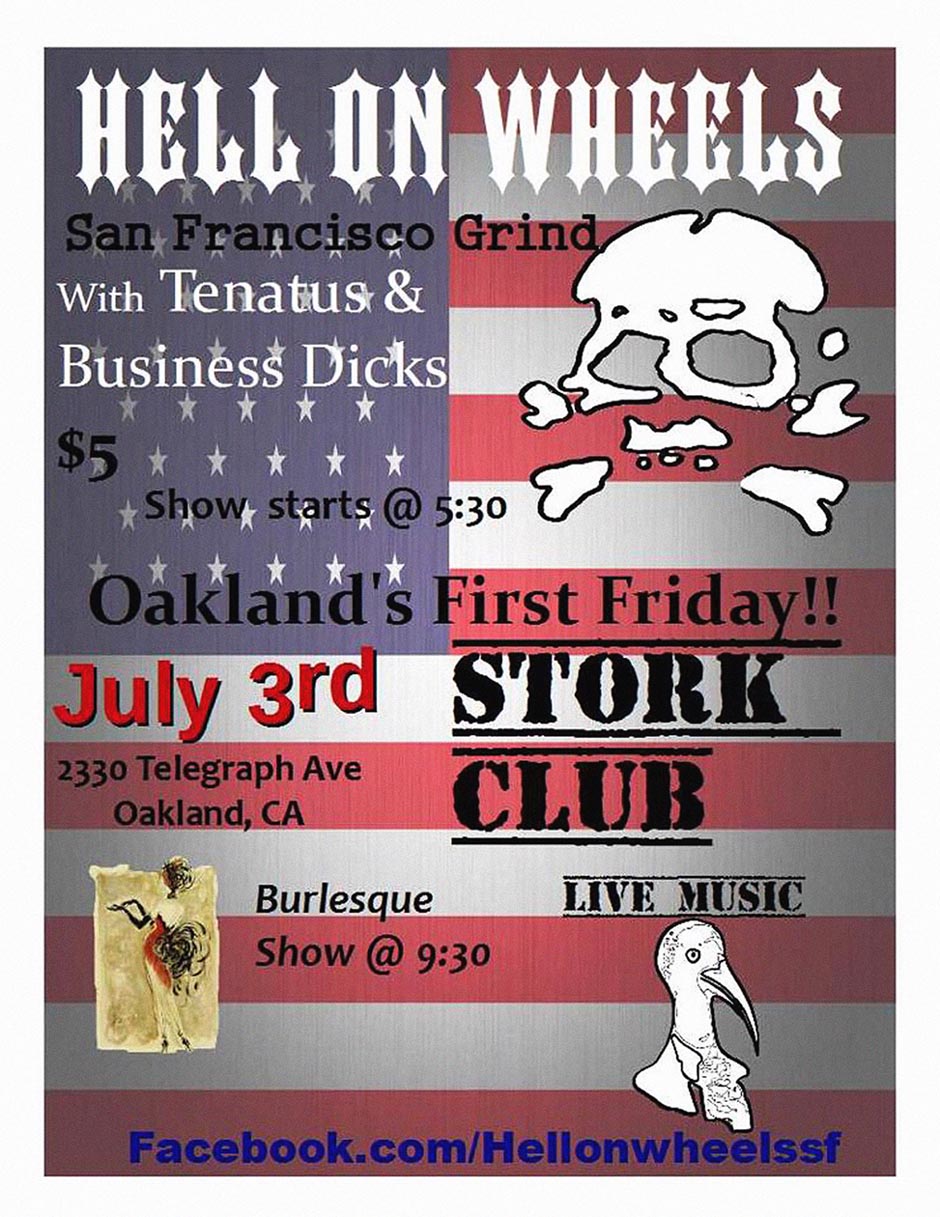 HELL ON WHEELS
San Francisco Grind
With Tenatus &
Business Dicks
$5
Show starts @ 5:30
Oakland's First Friday!!
July 3rd
STORK
CLUB
2330 Telegraph Ave
Oakland, CA
Burlesque
Show @ 9:30
LIVE MUSIC
Facebook.com/Hellonwheelssf